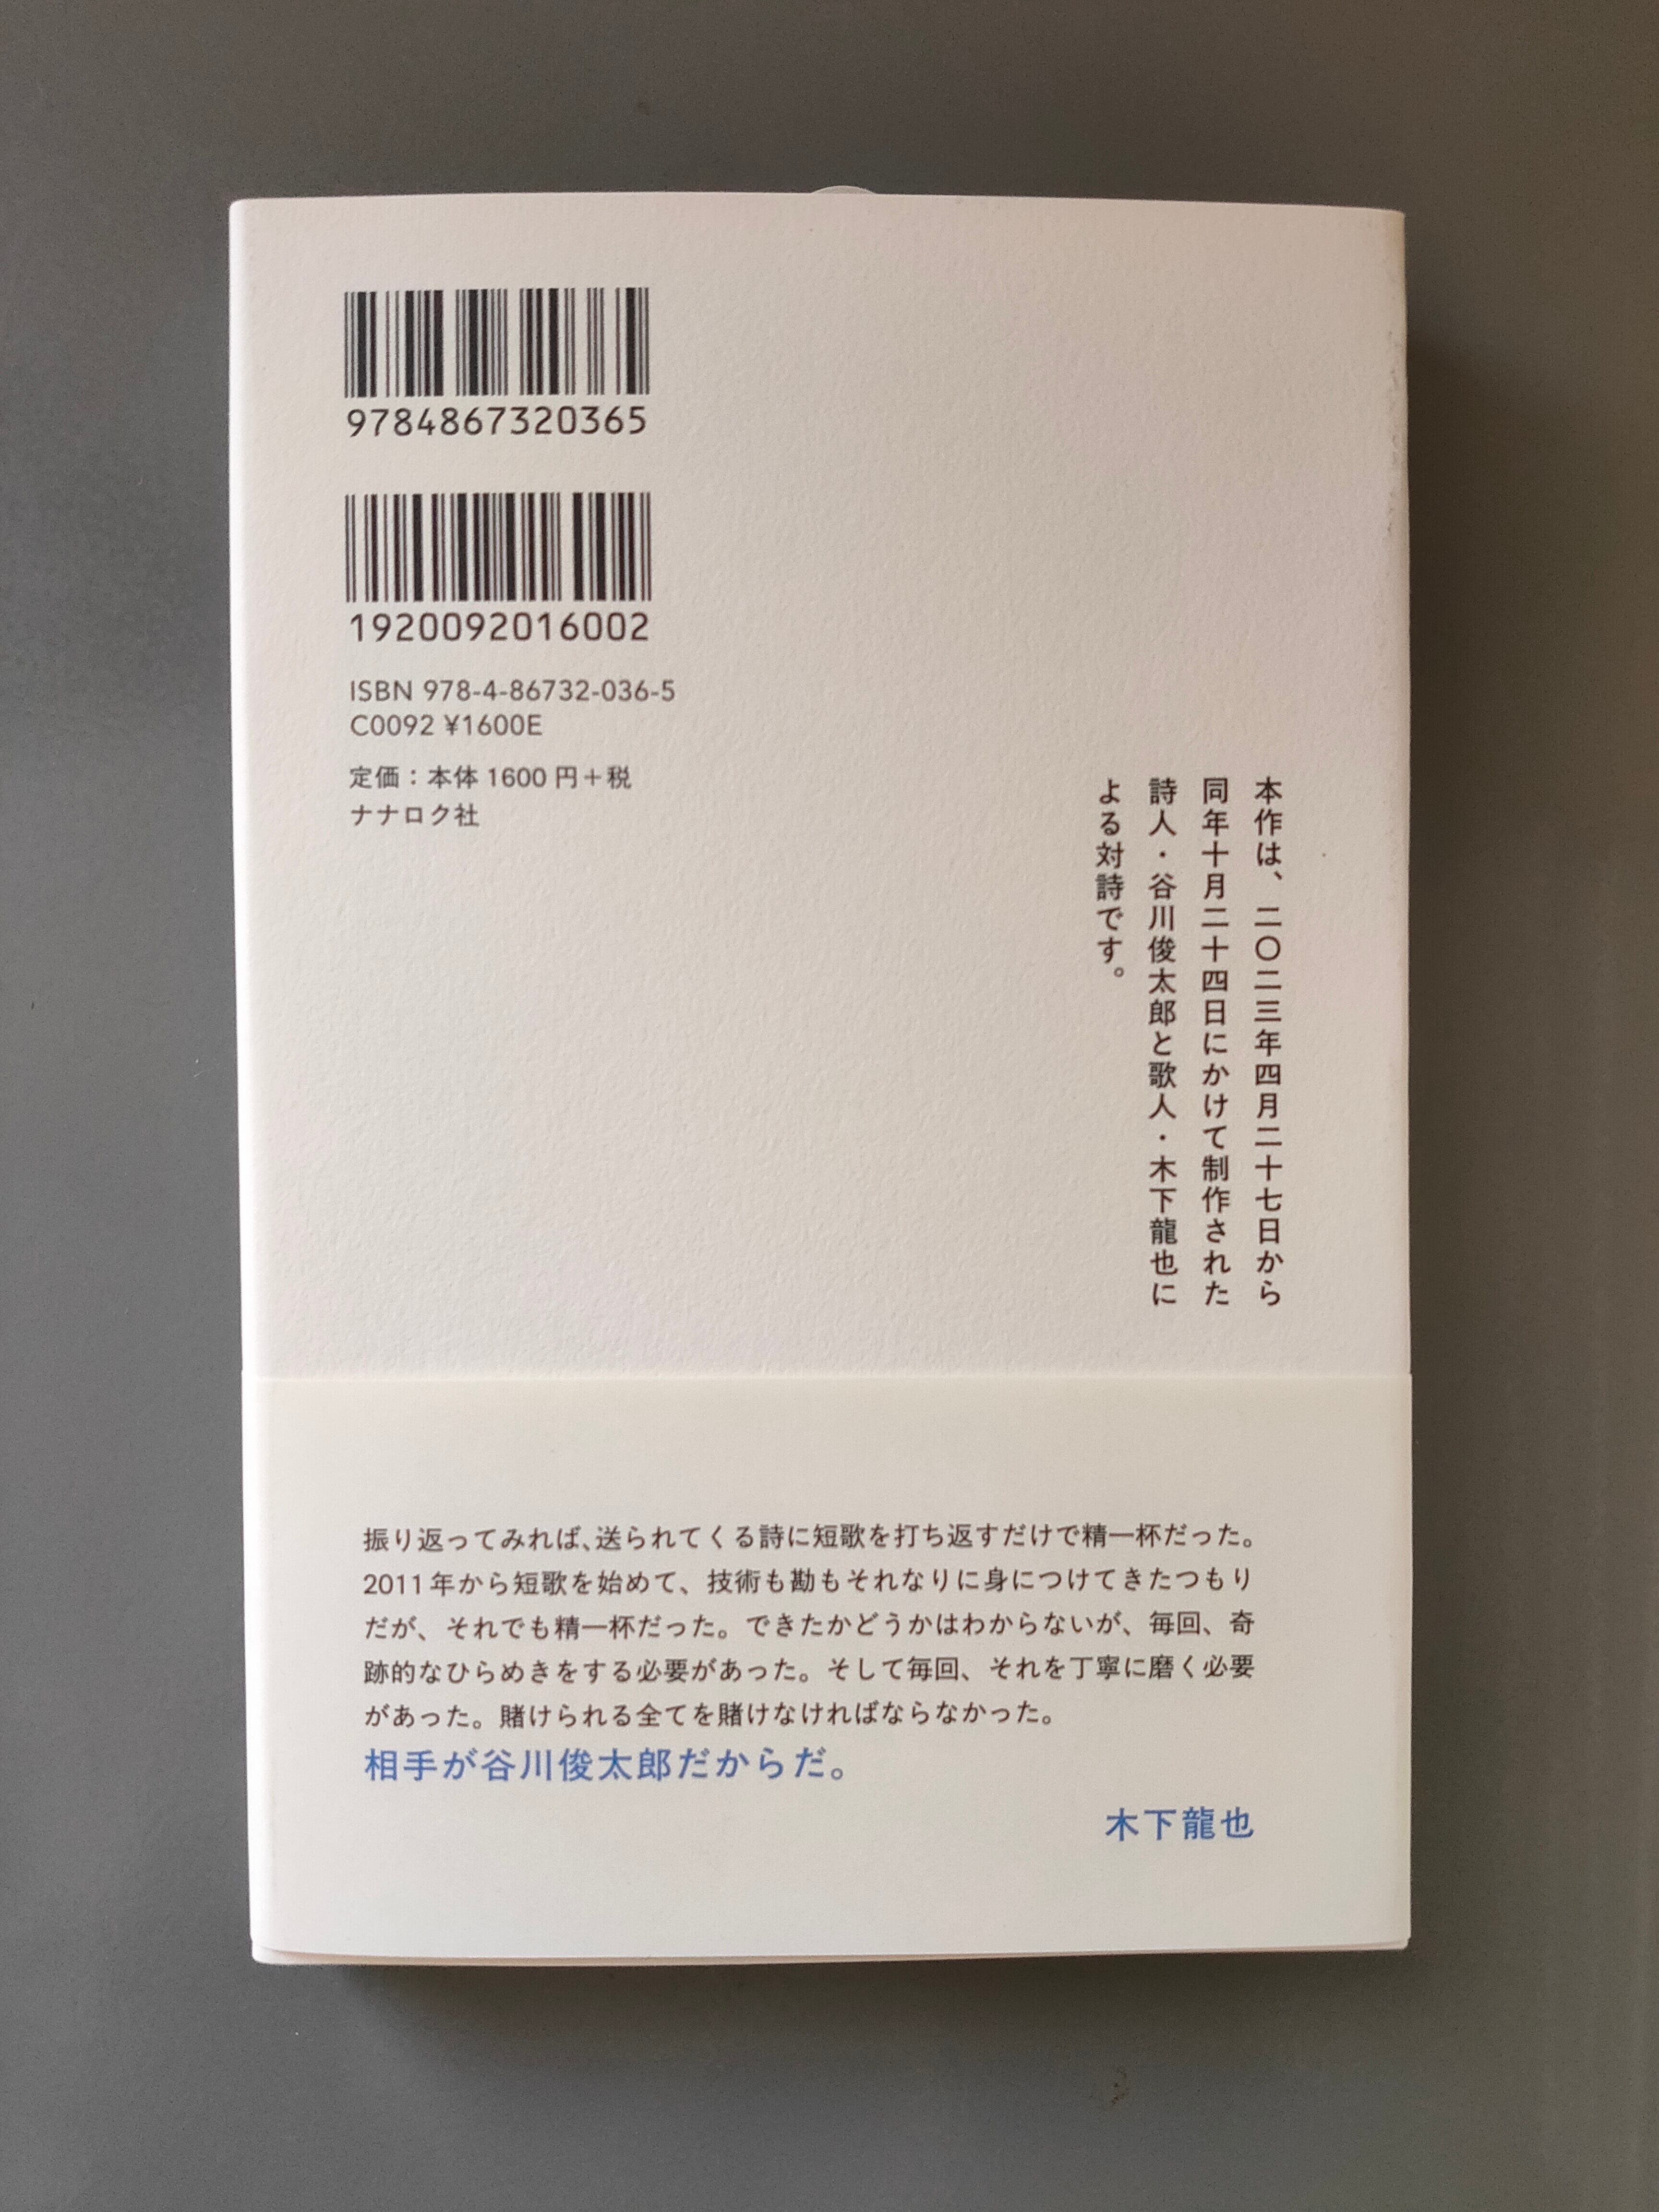 9784867320365
1920092016002
ISBN 978-4-86732-036-5
C0092 ¥1600E
定価：本体 1600 円＋税
ナナロク社
本作は、二〇二三年四月二十七日から
同年十月二十四日にかけて制作された
詩人・谷川俊太郎と歌人・木下龍也に
よる対詩です。
振り返ってみれば、送られてくる詩に短歌を打ち返すだけで精一杯だった。
2011年から短歌を始めて、技術も勘もそれなりに身につけてきたつもり
だが、それでも精一杯だった。できたかどうかはわからないが、毎回、奇
跡的なひらめきをする必要があった。そして毎回、それを丁寧に磨く必要
があった。賭けられる全てを賭けなければならなかった。
相手が谷川俊太郎だからだ。
木下龍也